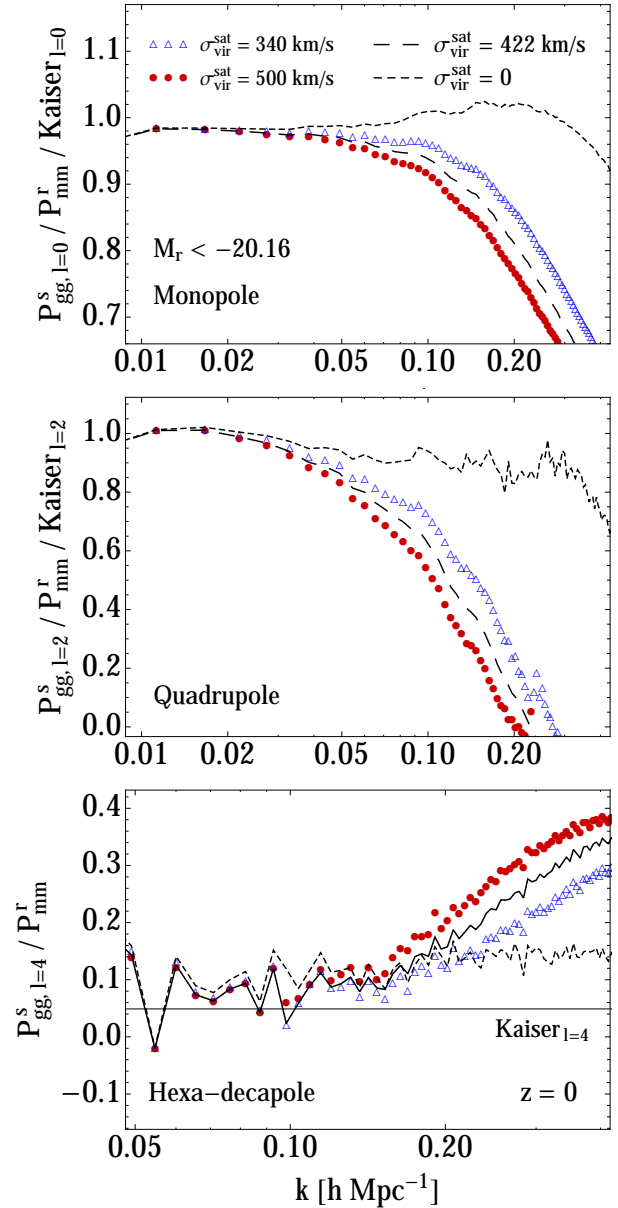 △ △ △ σ_vir^sat = 340 km/s — — σ_vir^sat = 422 km/s
● ● ● σ_vir^sat = 500 km/s ----- σ_vir^sat = 0
P^s_gg, l=0 / P^r_mm / Kaiser_l=0
1.1
1.0
0.9
0.8
0.7
M_r < −20.16
Monopole
0.01 0.02 0.05 0.10 0.20
P^s_gg, l=2 / P^r_mm / Kaiser_l=2
1.0
0.8
0.6
0.4
0.2
0.0
Quadrupole
0.01 0.02 0.05 0.10 0.20
P^s_gg, l=4 / P^r_mm
0.4
0.3
0.2
0.1
0.0
−0.1
Kaiser_l=4
Hexa−decapole z = 0
0.05 0.10 0.20
k [h Mpc^−1]